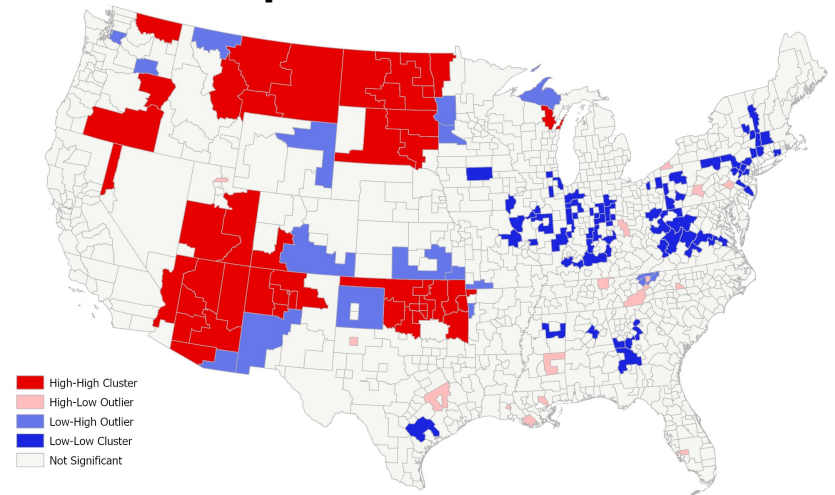 High-High Cluster
High-Low Outlier
Low-High Outlier
Low-Low Cluster
Not Significant